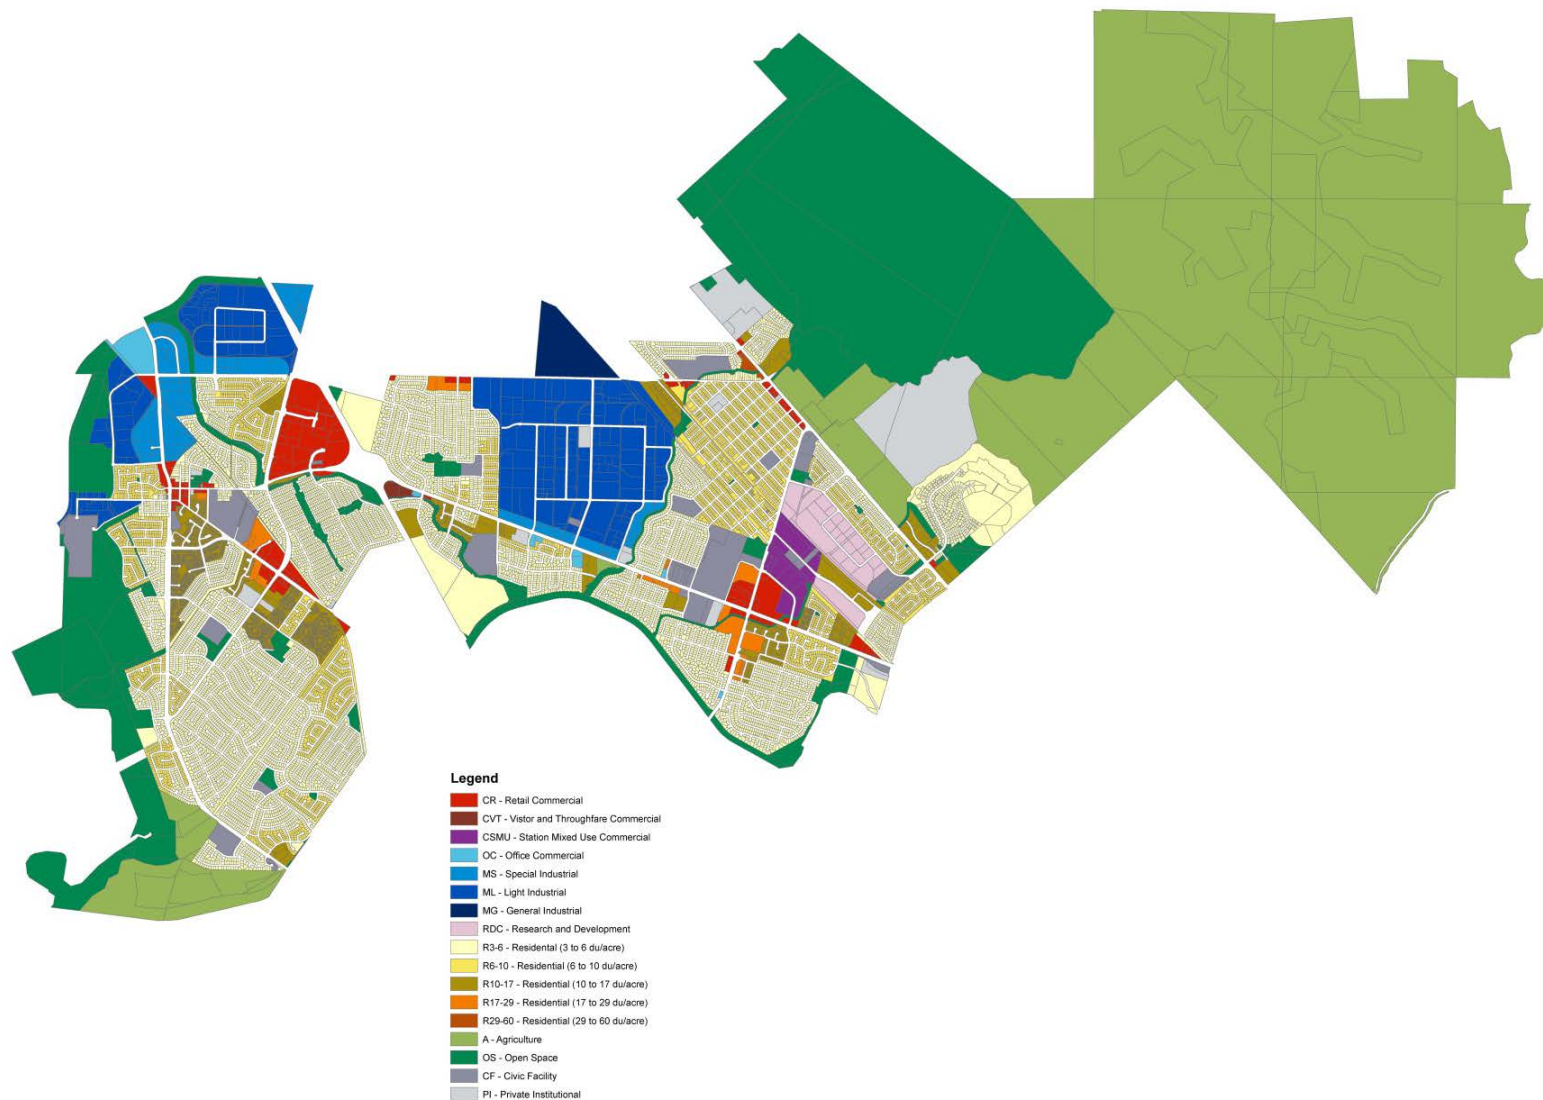 Legend
CR - Retail Commercial
CVT - Vistor and Throughfare Commercial
CSMU - Station Mixed Use Commercial
OC - Office Commercial
MS - Special Industrial
ML - Light Industrial
MG - General Industrial
RDC - Research and Development
R3-6 - Residental (3 to 6 du/acre)
R6-10 - Residential (6 to 10 du/acre)
R10-17 - Residential (10 to 17 du/acre)
R17-29 - Residential (17 to 29 du/acre)
R29-60 - Residential (29 to 60 du/acre)
A - Agriculture
OS - Open Space
CF - Civic Facility
PI - Private Institutional